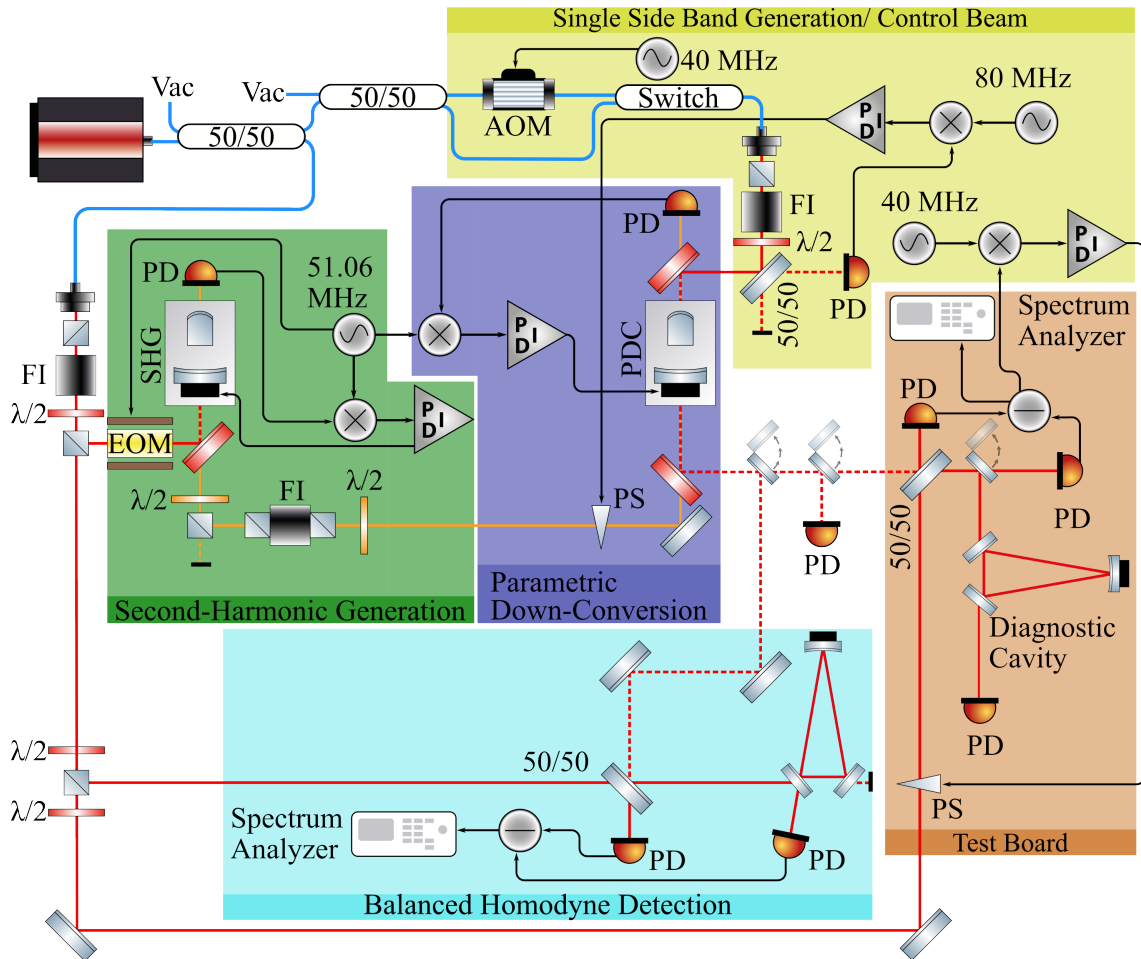 Single Side Band Generation/ Control Beam
40 MHz
80 MHz
Vac
Vac
50/50
50/50
AOM
Switch
P
I
D
FI
λ/2
PD
50/50
40 MHz
P
I
D
PD
PD
51.06
MHz
SHG
P
I
D
PDC
P
I
D
FI
λ/2
EOM
λ/2
FI
λ/2
PS
Second-Harmonic Generation
Parametric
Down-Conversion
Spectrum
Analyzer
PD
PD
PD
50/50
Diagnostic
Cavity
PD
PS
Test Board
λ/2
λ/2
50/50
Spectrum
Analyzer
PD
PD
Balanced Homodyne Detection